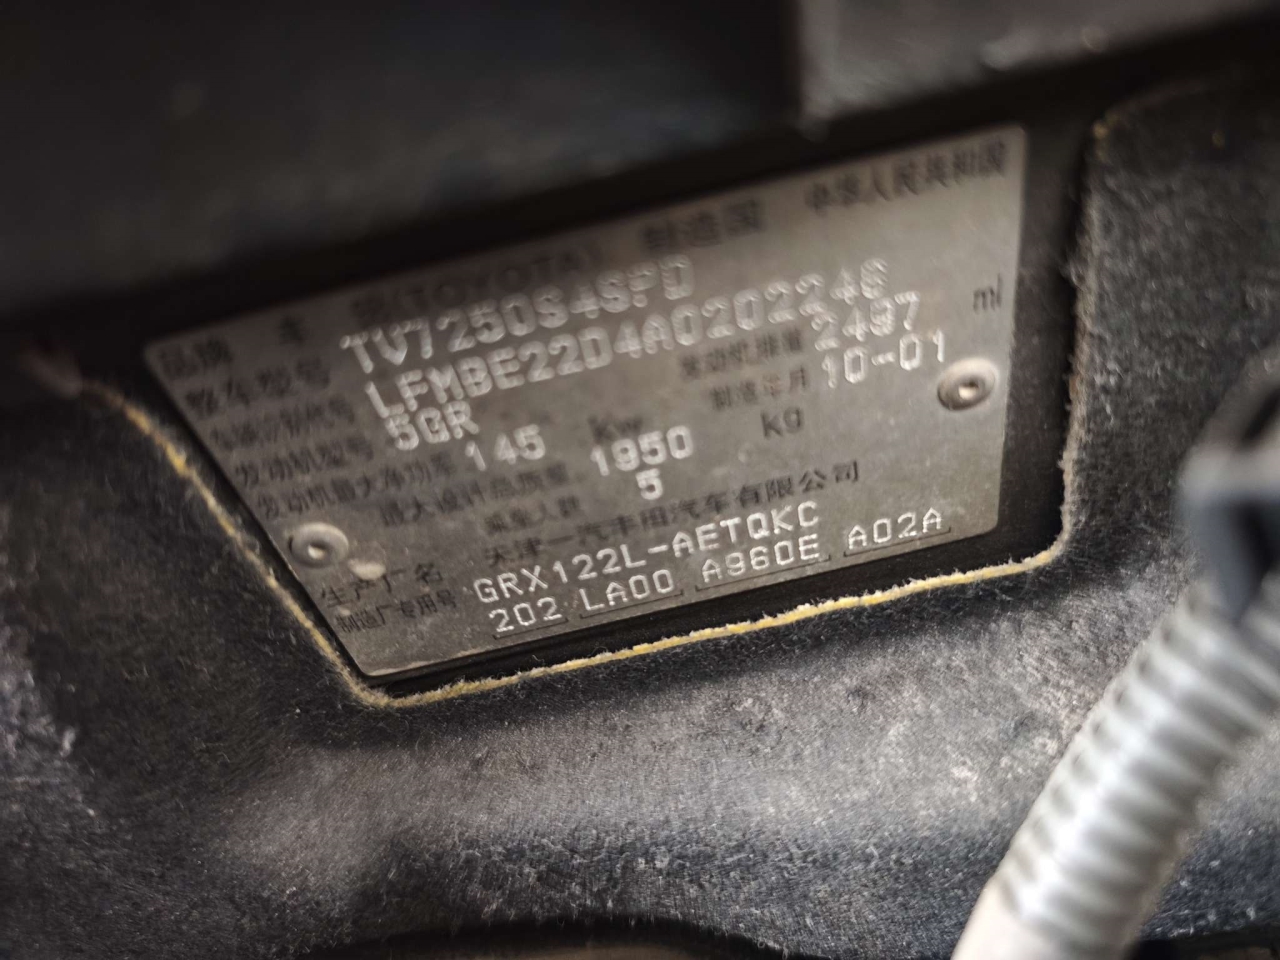 品牌 丰田(TOYOTA) 制造国 中华人民共和国
整车型号 TV7250S4SPD
车辆识别代号 LFMBE22D4A0202246
发动机型号 5GR 发动机排量 2497 ml
发动机最大净功率 145 kw 制造年月 10-01
最大设计总质量 1950 kg
乘坐人数 5
生产厂名 天津一汽丰田汽车有限公司
制造厂专用号 GRX122L-AETQKC
202 LA00 A960E A02A